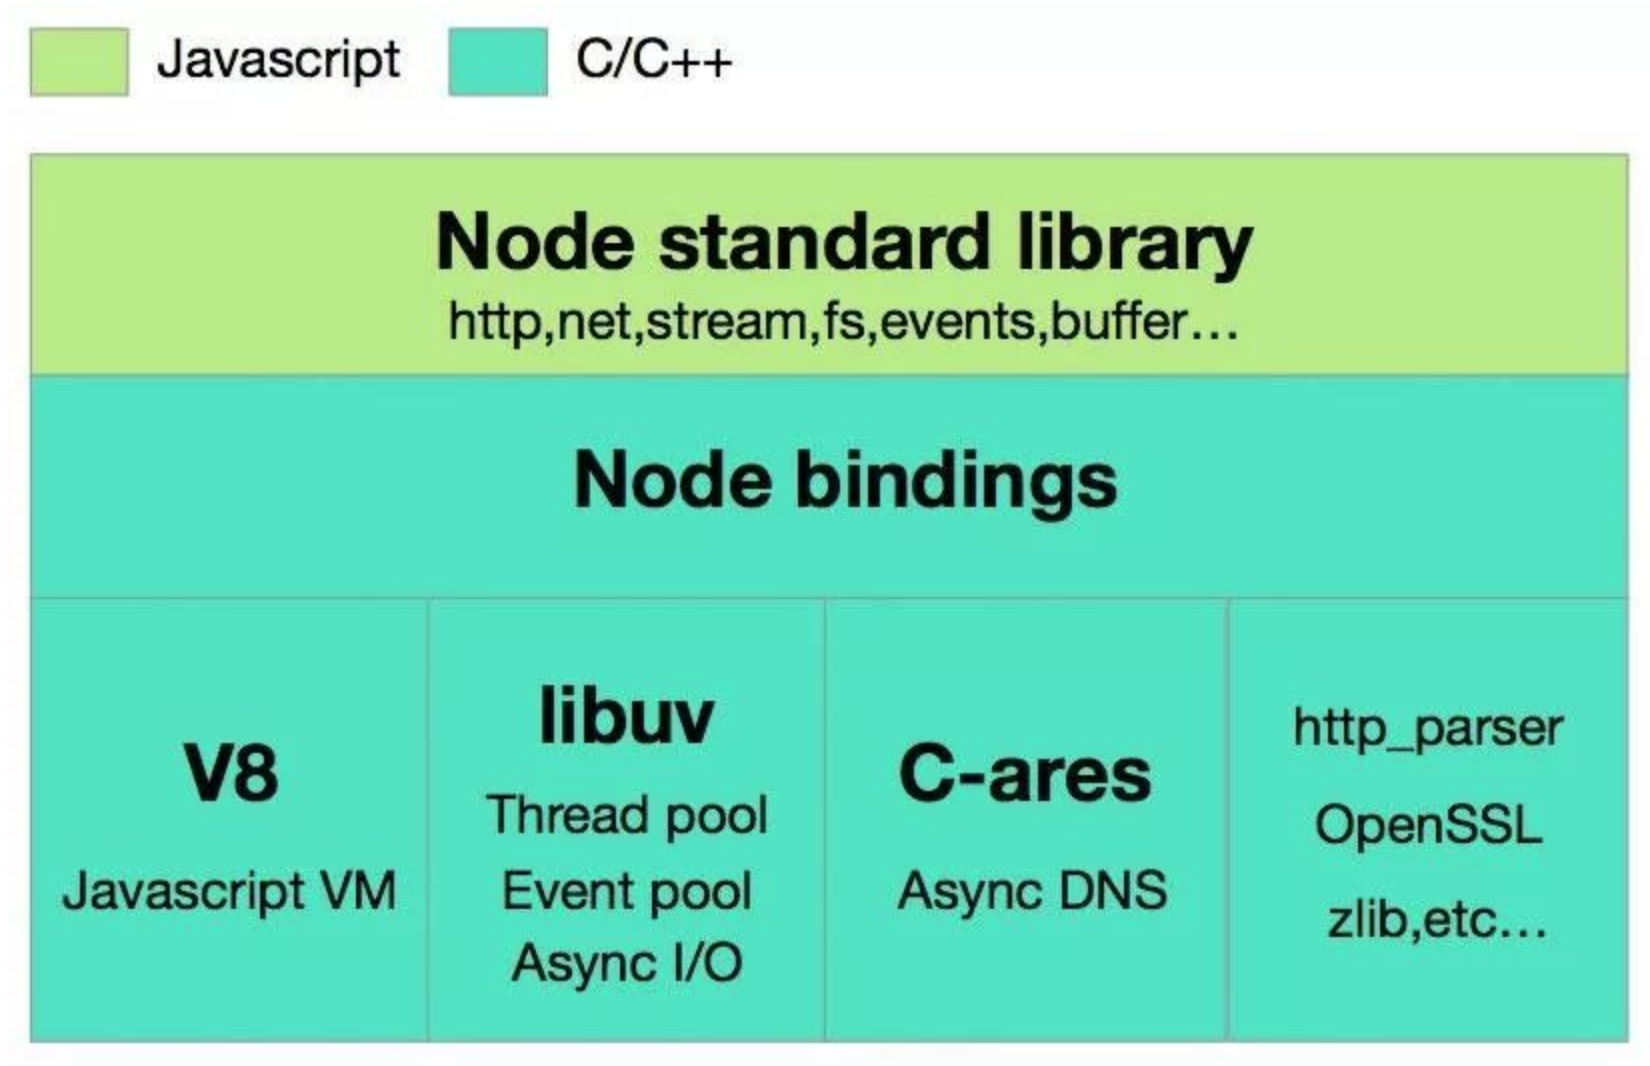 Javascript
C/C++
Node standard library
http,net,stream,fs,events,buffer…
Node bindings
V8
Javascript VM
libuv
Thread pool
Event pool
Async I/O
C-ares
Async DNS
http_parser
OpenSSL
zlib,etc…